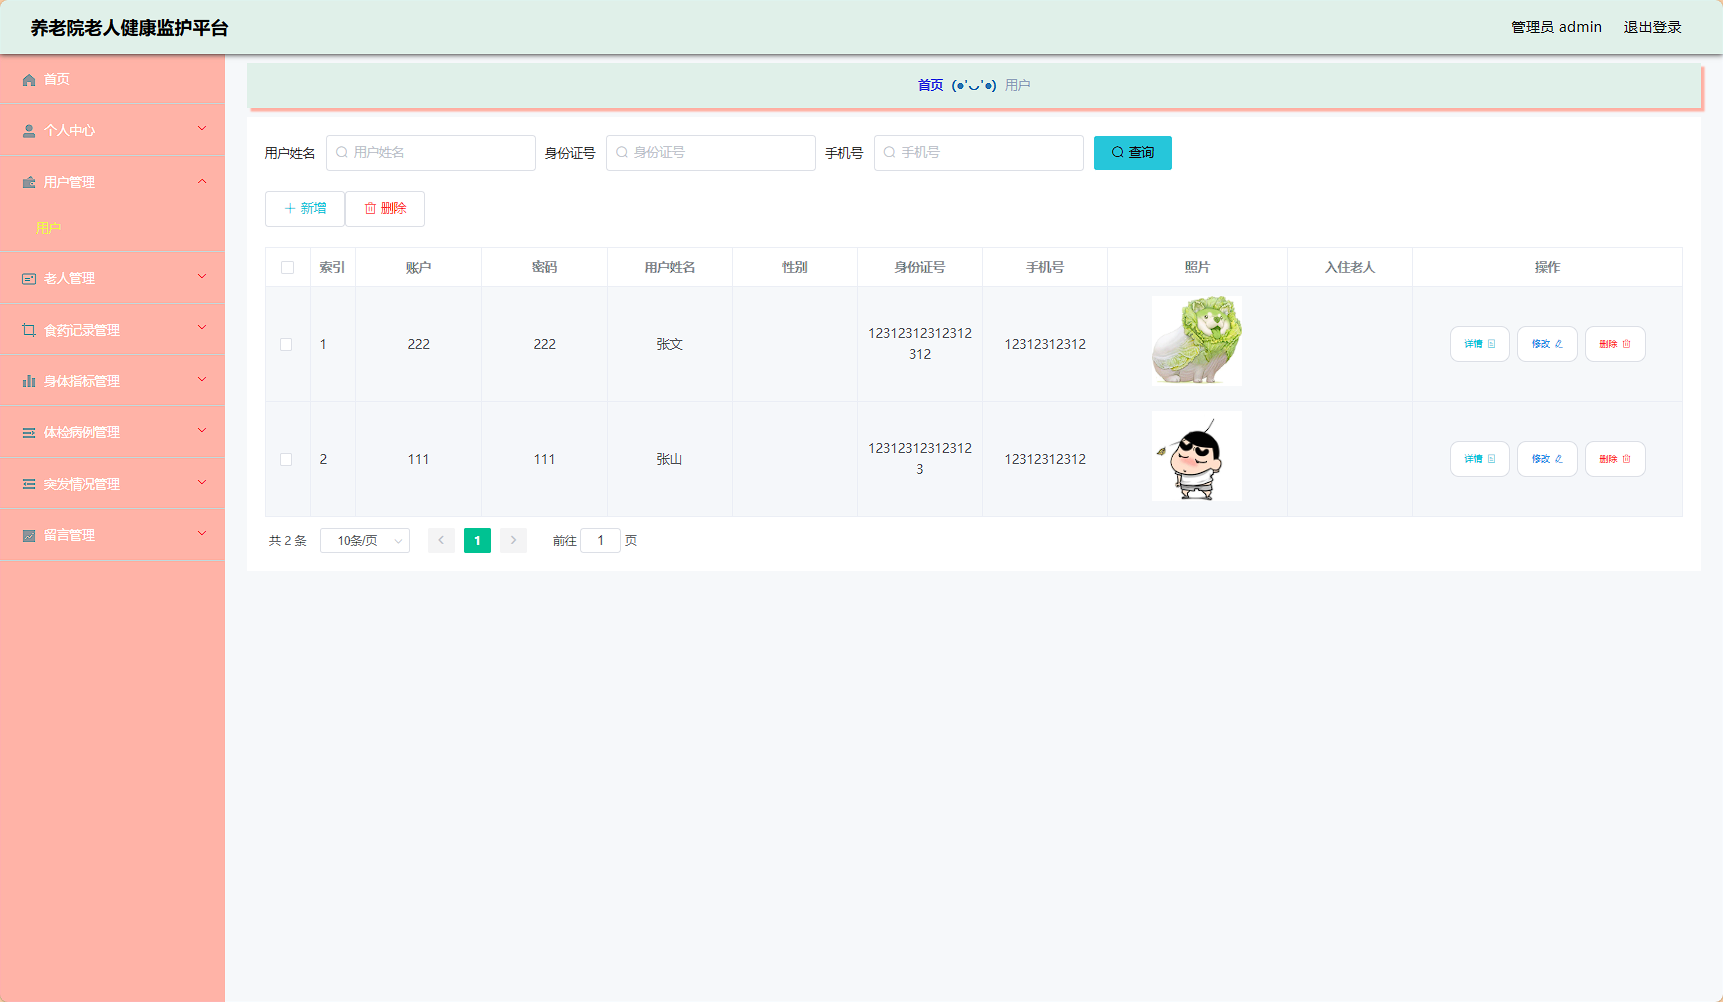 养老院老人健康监护平台
管理员 admin 退出登录
首页
个人中心
用户管理
用户
老人管理
食药记录管理
身体指标管理
体检病例管理
突发情况管理
留言管理
首页 (●'◡'●) 用户
用户姓名 用户姓名 身份证号 身份证号 手机号 手机号 查询
新增 删除
索引 账户 密码 用户姓名 性别 身份证号 手机号 照片 入住老人 操作
1 222 222 张文 12312312312312 12312312312 详情 修改 删除
312
2 111 111 张山 12312312312312 12312312312 详情 修改 删除
3
共 2 条 10条/页 1 前往 1 页